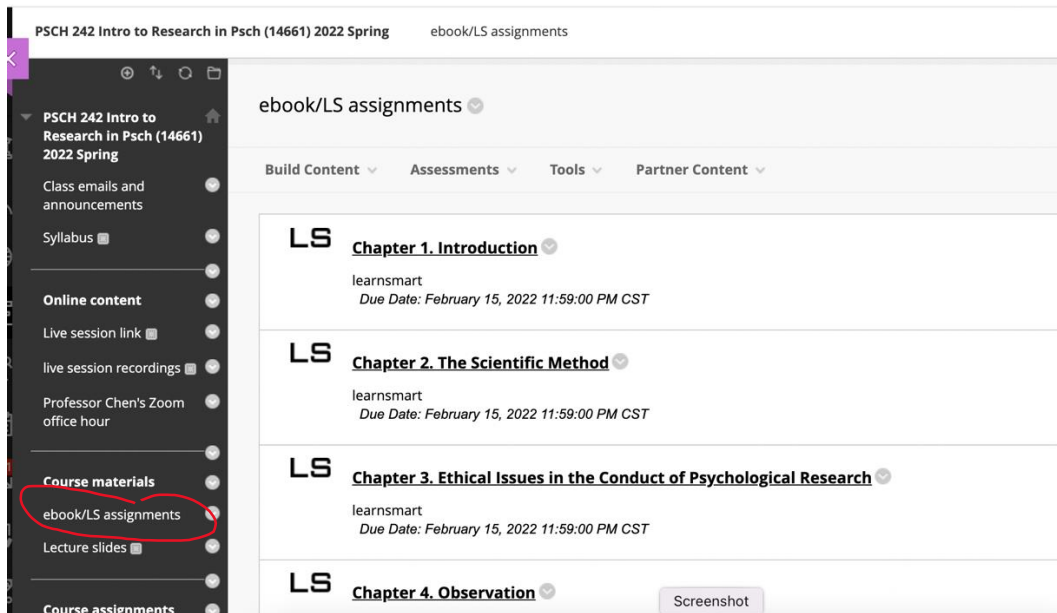 PSCH 242 Intro to Research in Psch (14661) 2022 Spring ebook/LS assignments
PSCH 242 Intro to
Research in Psch (14661)
2022 Spring
Class emails and
announcements
Syllabus
Online content
Live session link
live session recordings
Professor Chen's Zoom
office hour
Course materials
ebook/LS assignments
Lecture slides
Course assignments
ebook/LS assignments
Build Content Assessments Tools Partner Content
LS Chapter 1. Introduction
learnsmart
Due Date: February 15, 2022 11:59:00 PM CST
LS Chapter 2. The Scientific Method
learnsmart
Due Date: February 15, 2022 11:59:00 PM CST
LS Chapter 3. Ethical Issues in the Conduct of Psychological Research
learnsmart
Due Date: February 15, 2022 11:59:00 PM CST
LS Chapter 4. Observation
Screenshot